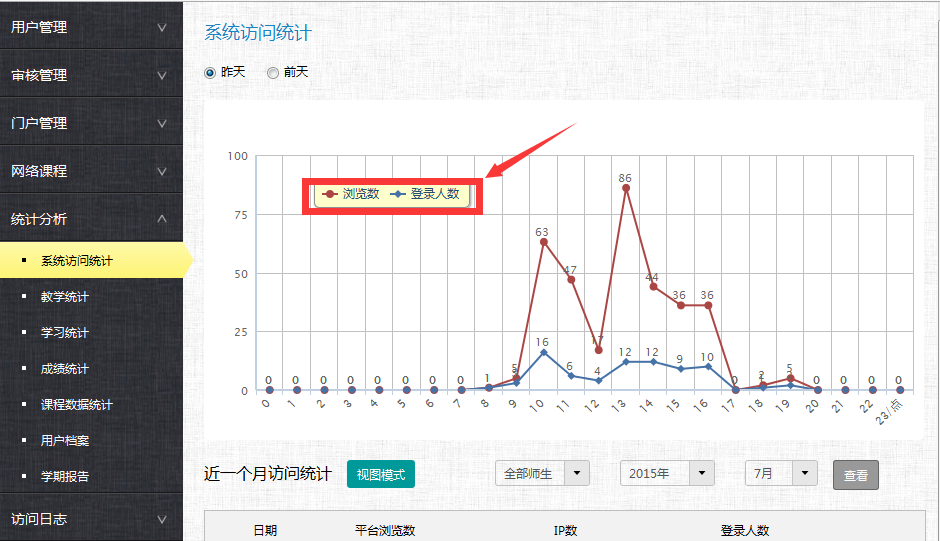 用户管理
审核管理
门户管理
网络课程
统计分析
系统访问统计
教学统计
学习统计
成绩统计
课程数据统计
用户档案
学期报告
访问日志
系统访问统计
昨天 前天
浏览数 登录人数
100
75
50
25
0
0 0 0 0 0 0 0 0 1 5 63 47 17 86 44 36 36 0 2 5 0 0 0 0
16 6 4 12 12 9 10
0 1 2 3 4 5 6 7 8 9 10 11 12 13 14 15 16 17 18 19 20 21 22 23/点
近一个月访问统计 视图模式 全部师生 2015年 7月 查看
日期 平台浏览数 IP数 登录人数